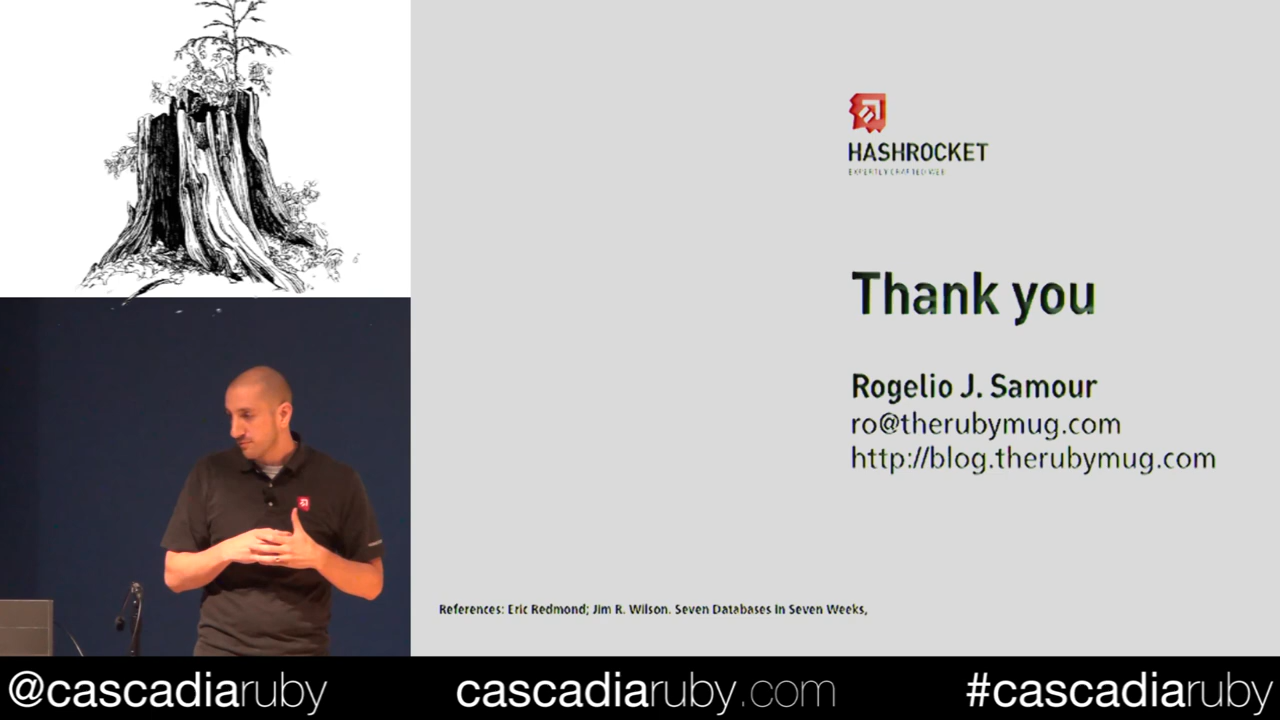 HASHROCKET
EXPERTLY CRAFTED WEB
Thank you
Rogelio J. Samour
ro@therubymug.com
http://blog.therubymug.com
References: Eric Redmond; Jim R. Wilson. Seven Databases in Seven Weeks,
@cascadiaruby
cascadiaruby.com
#cascadiaruby